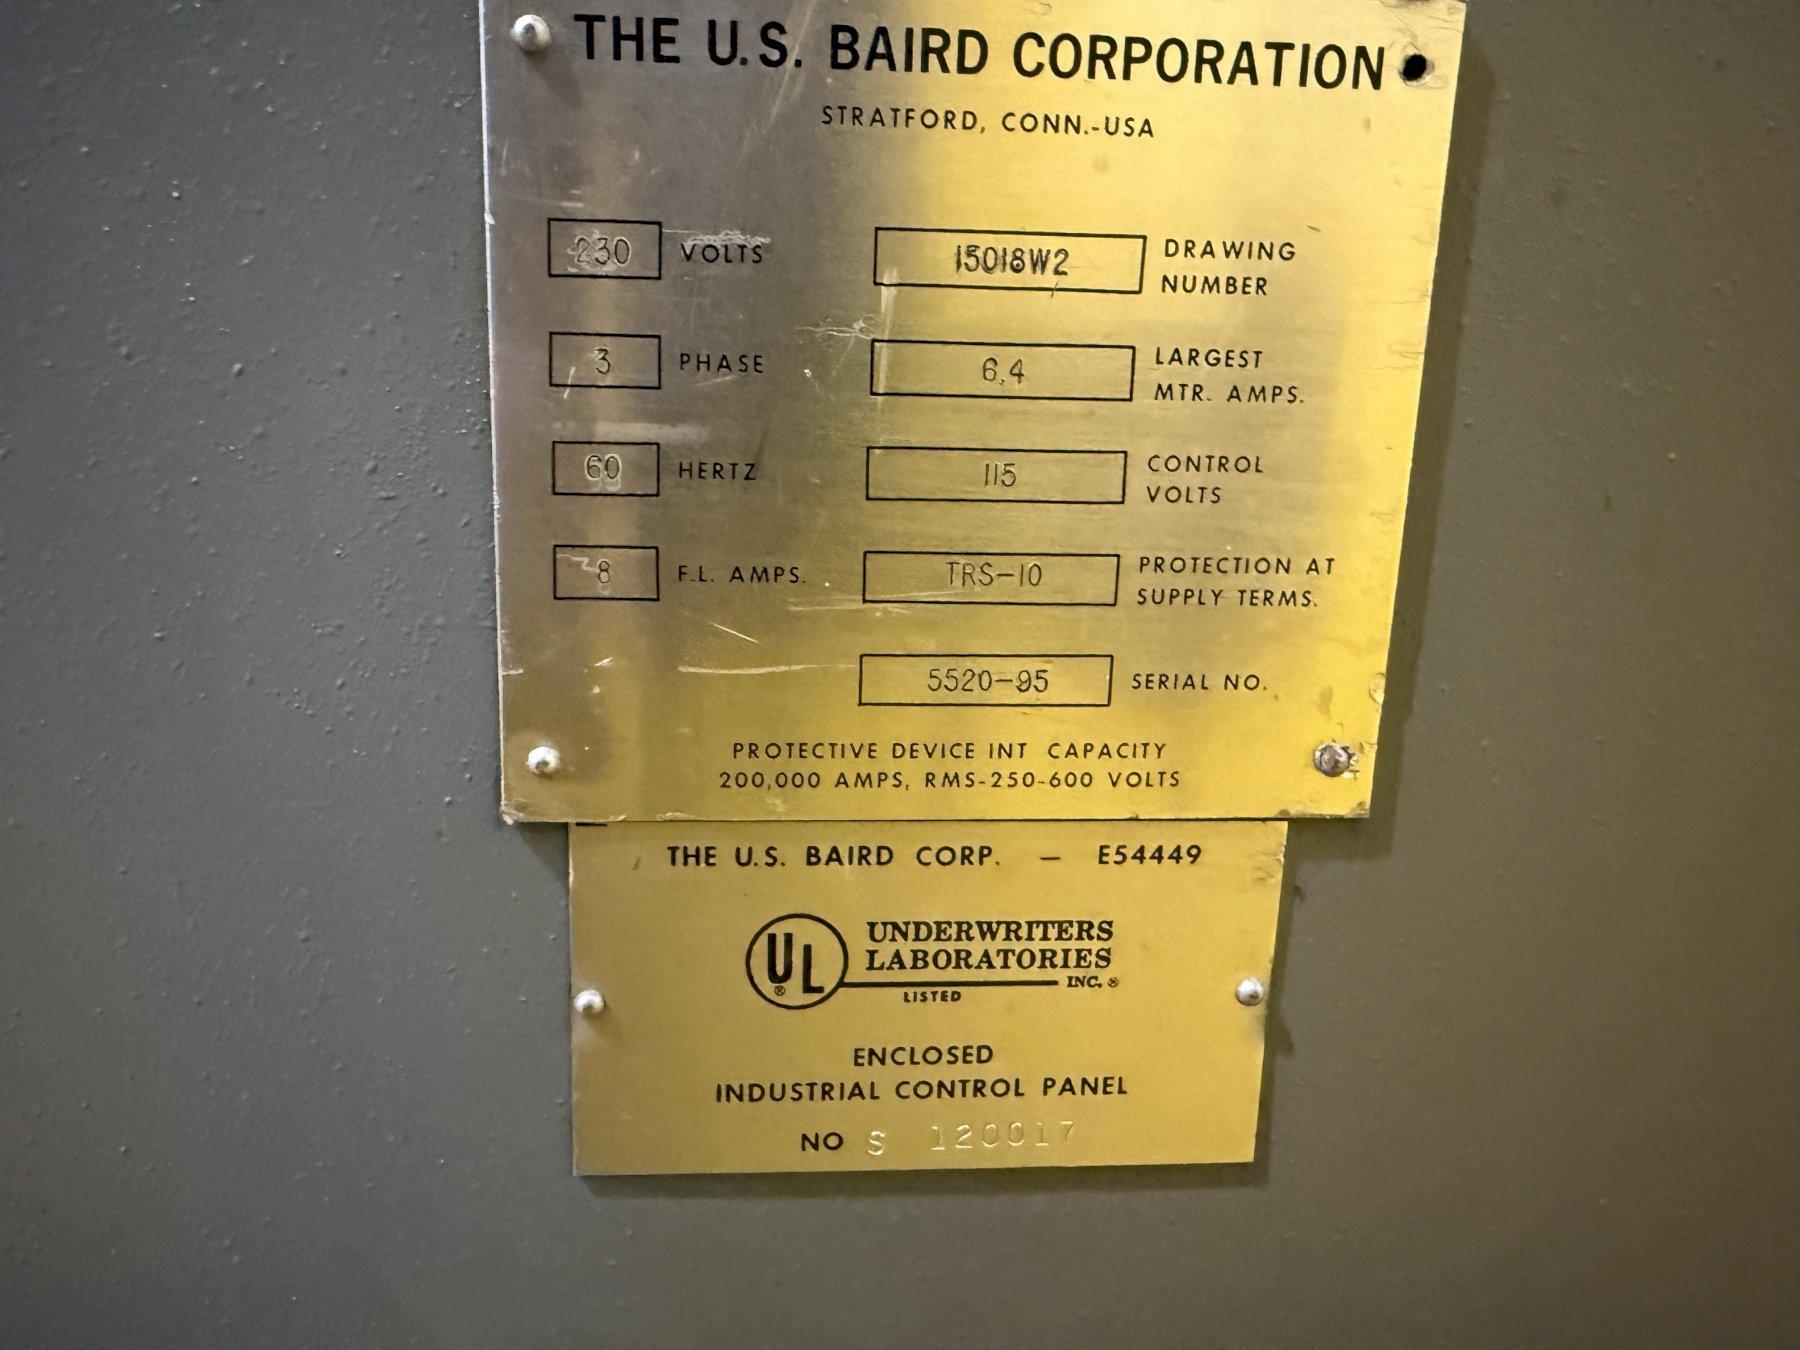 THE U.S. BAIRD CORPORATION
STRATFORD, CONN.-USA
230 VOLTS
15018W2 DRAWING NUMBER
3 PHASE
6.4 LARGEST MTR. AMPS.
60 HERTZ
115 CONTROL VOLTS
8 F.L. AMPS.
TRS-10 PROTECTION AT SUPPLY TERMS.
5520-95 SERIAL NO.
PROTECTIVE DEVICE INT CAPACITY
200,000 AMPS, RMS-250-600 VOLTS
THE U.S. BAIRD CORP. — E54449
UL®
UNDERWRITERS
LABORATORIES
INC.®
LISTED
ENCLOSED
INDUSTRIAL CONTROL PANEL
NO S 120017